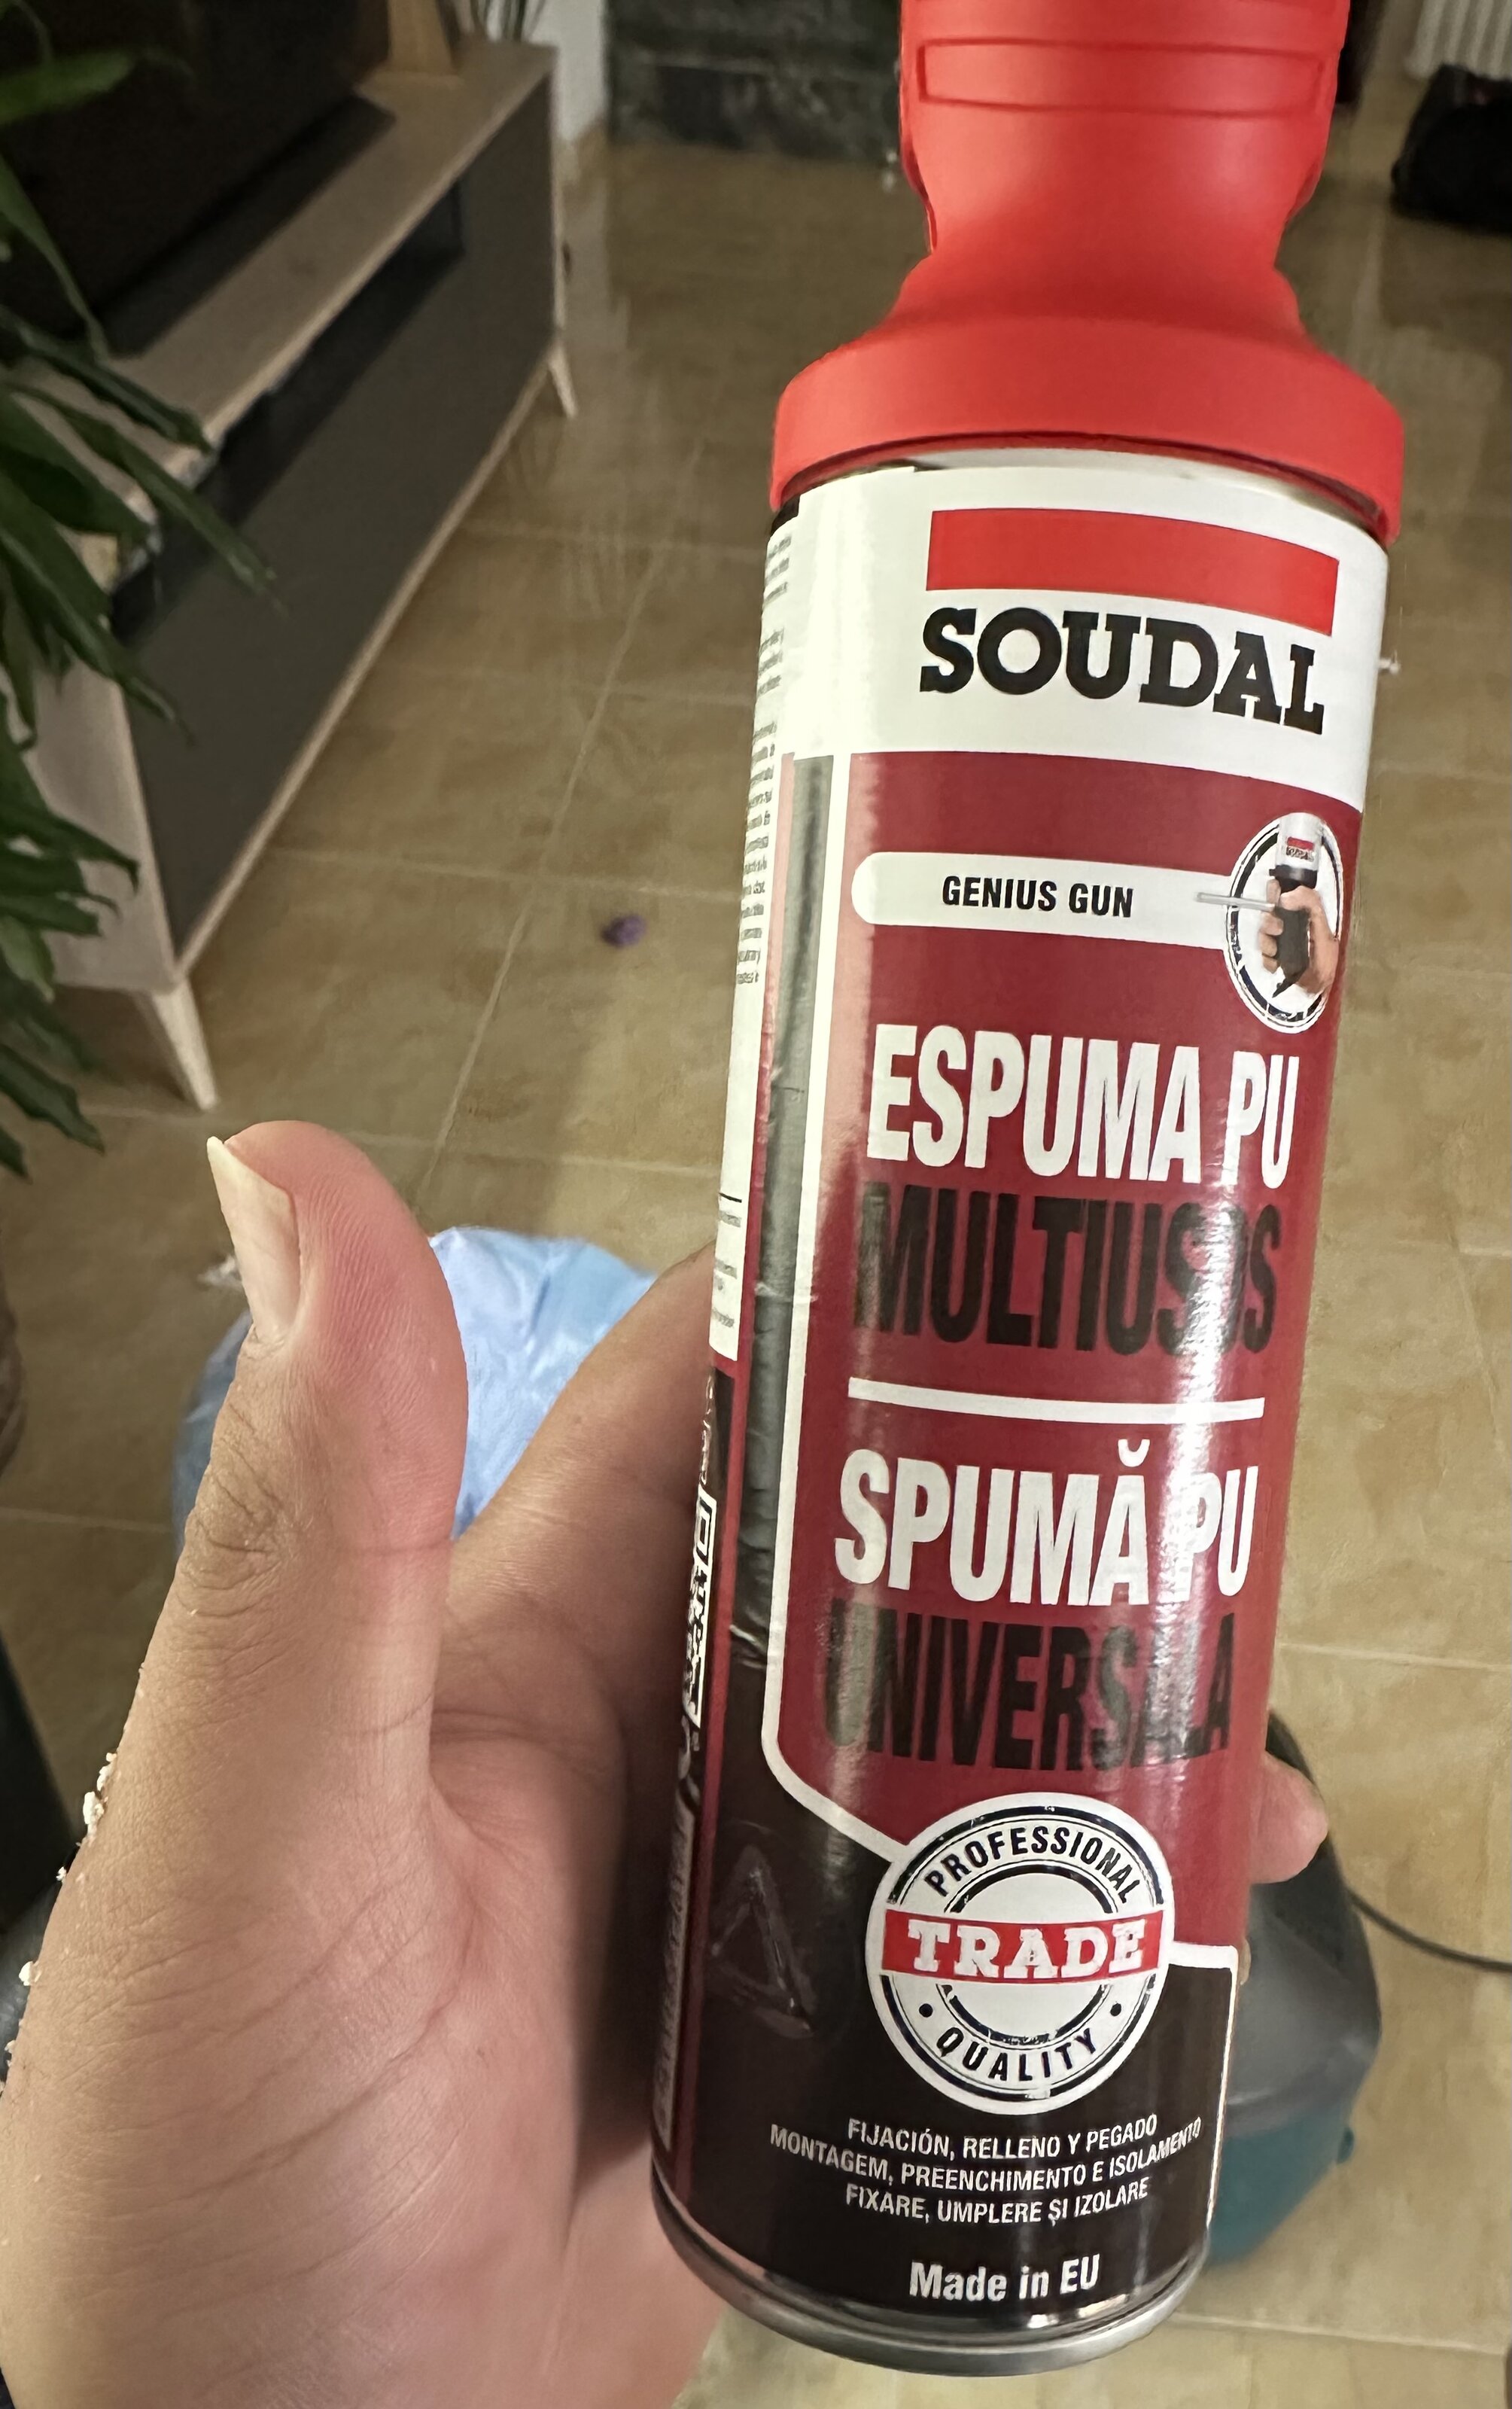 SOUDAL
GENIUS GUN
ESPUMA PU
MULTIUSOS
SPUMĂ PU
UNIVERSALA
PROFESSIONAL
TRADE
QUALITY
FIJACIÓN, RELLENO Y PEGADO
MONTAGEM, PREENCHIMENTO E ISOLAMENTO
FIXARE, UMPLERE ȘI IZOLARE
Made in EU